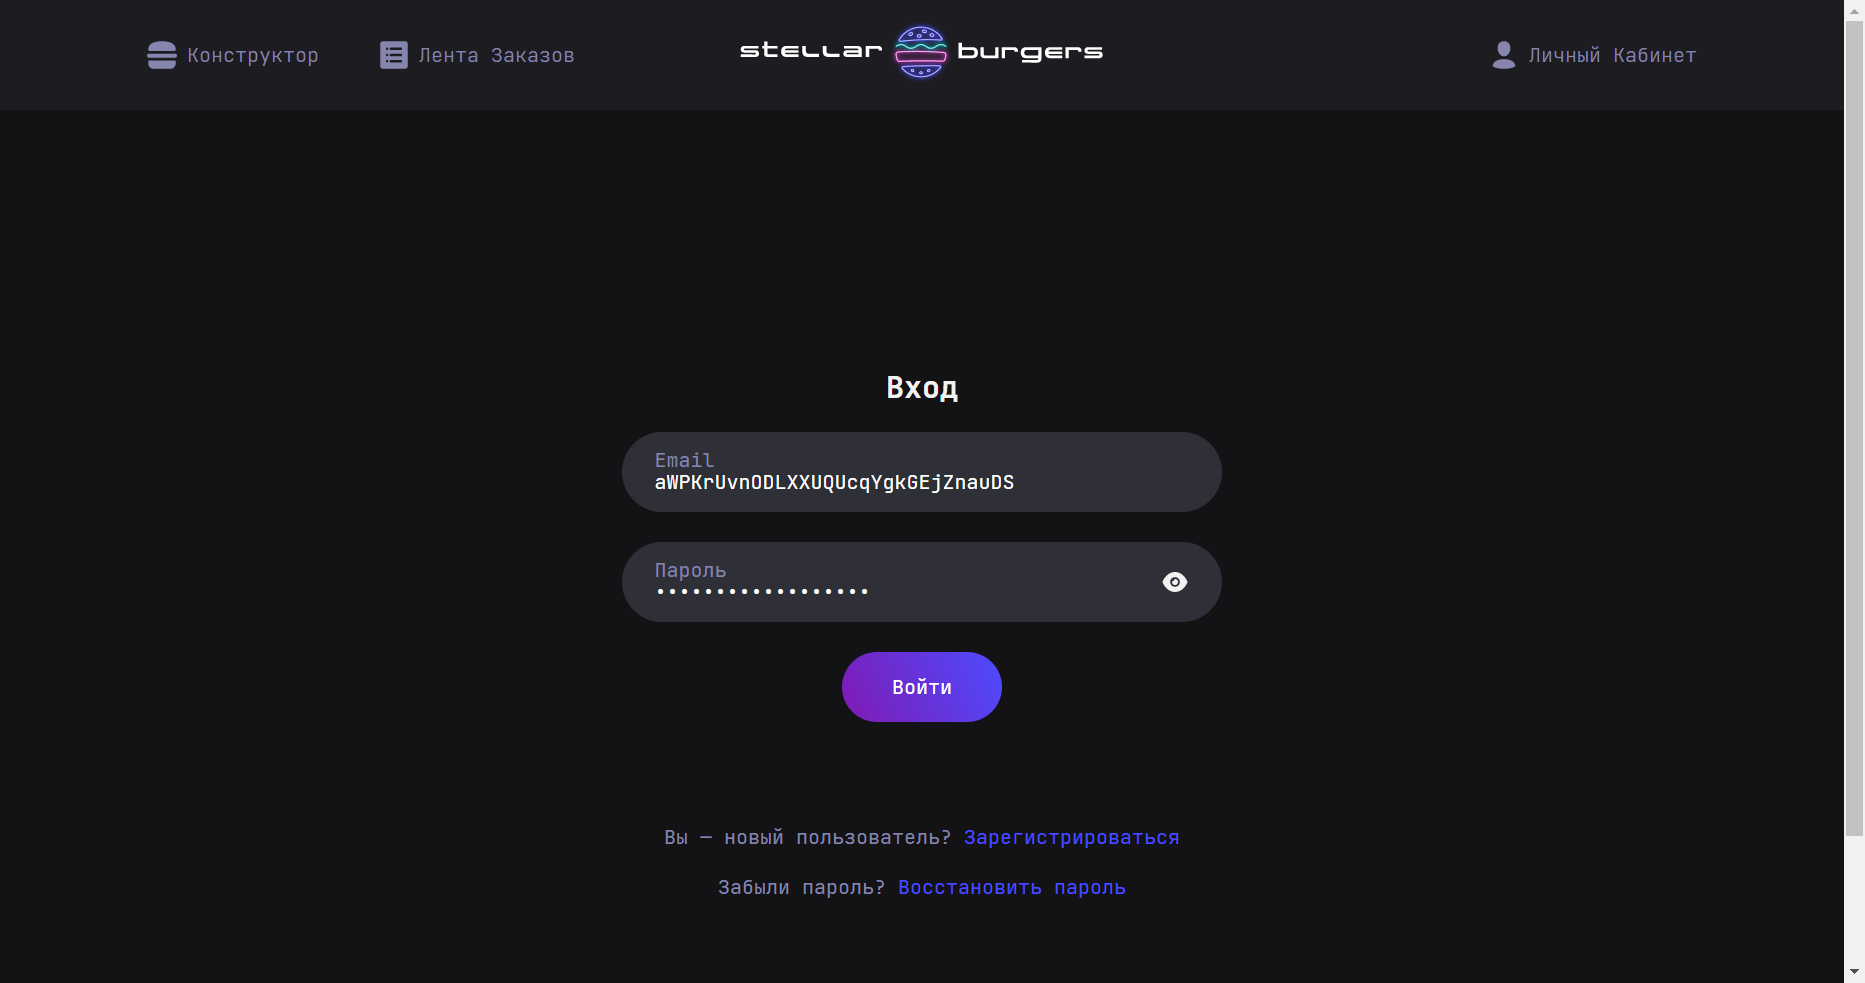 Конструктор
Лента Заказов
stellar burgers
Личный Кабинет
Вход
Email
aWPKrUvnODLXXUQUcqYgkGEjZnauDS
Пароль
••••••••••••••••••
Войти
Вы — новый пользователь? Зарегистрироваться
Забыли пароль? Восстановить пароль